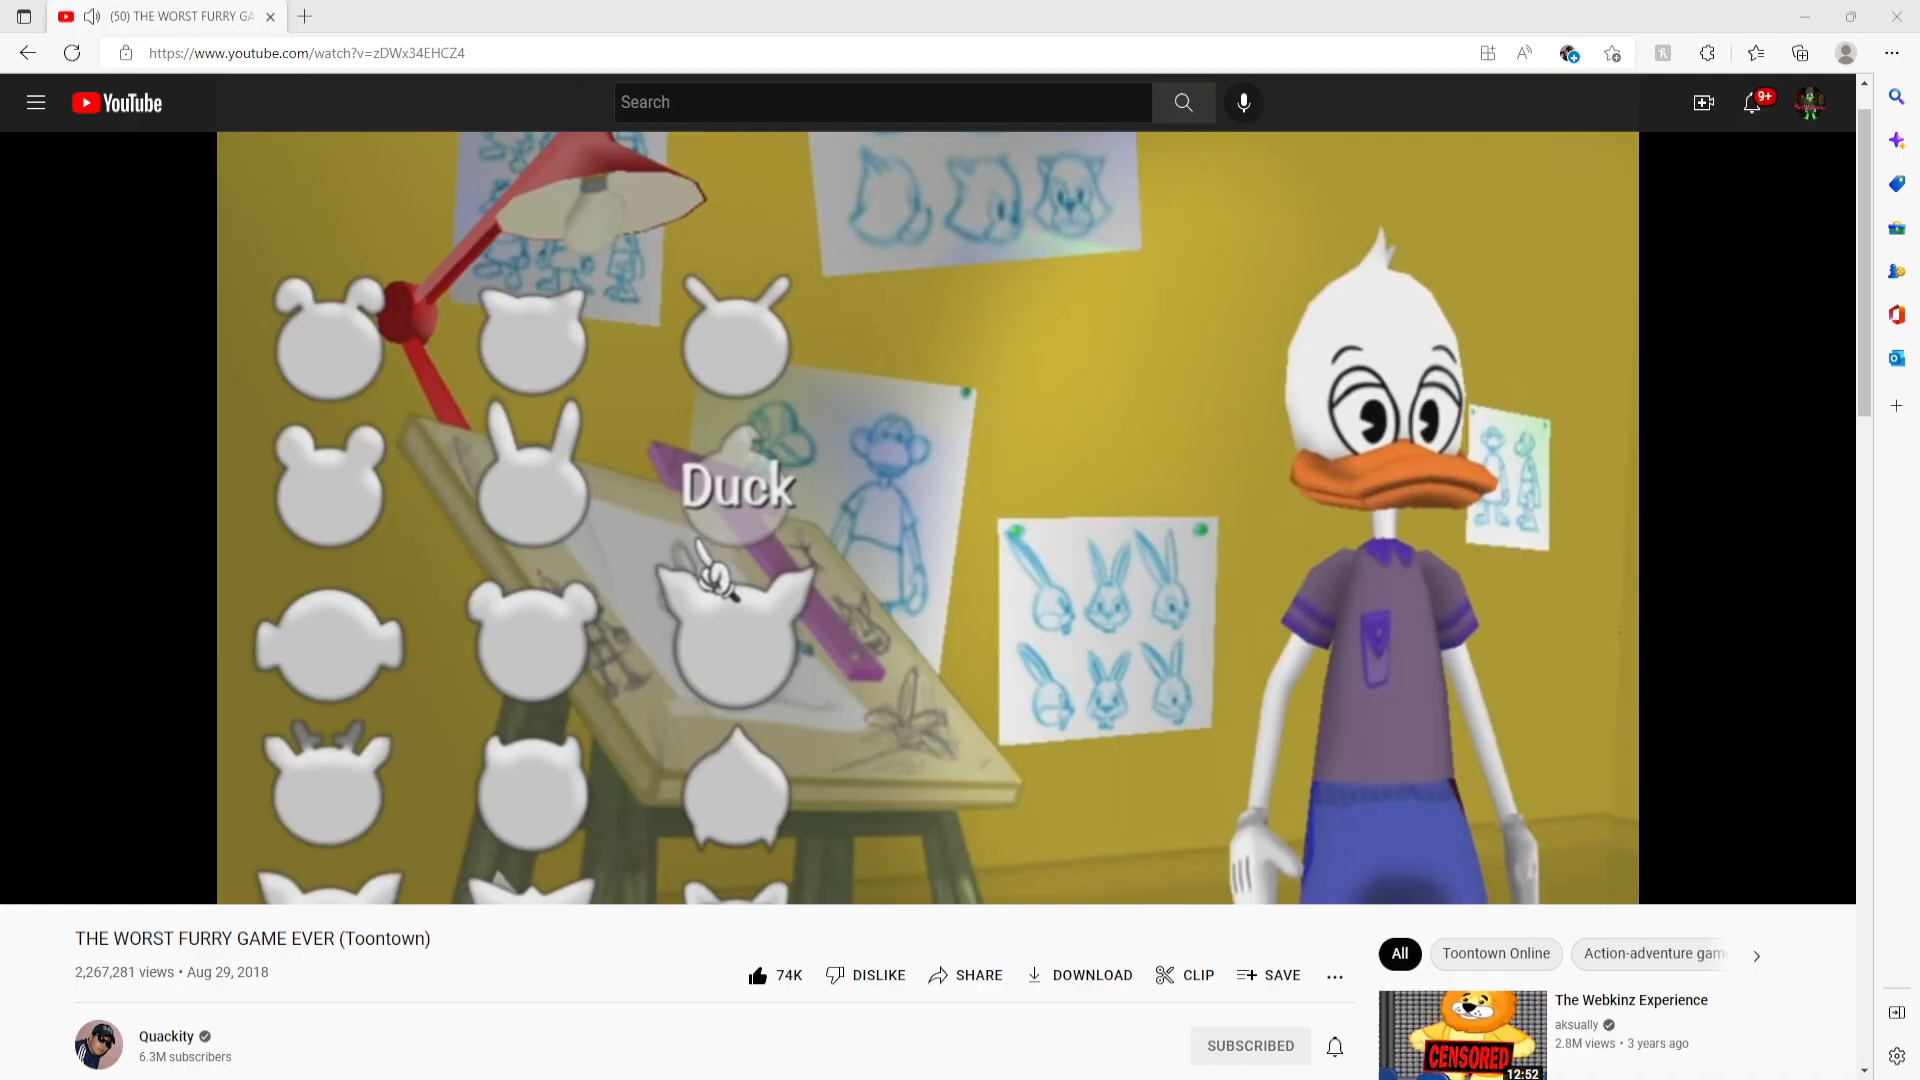 (50) THE WORST FURRY GA
https://www.youtube.com/watch?v=zDWx34EHCZ4
YouTube
Search
9+
Duck
THE WORST FURRY GAME EVER (Toontown)
2,267,281 views • Aug 29, 2018
74K
DISLIKE
SHARE
DOWNLOAD
CLIP
SAVE
All
Toontown Online
Action-adventure game
Quackity
6.3M subscribers
SUBSCRIBED
The Webkinz Experience
aksually
2.8M views • 3 years ago
CENSORED
12:52